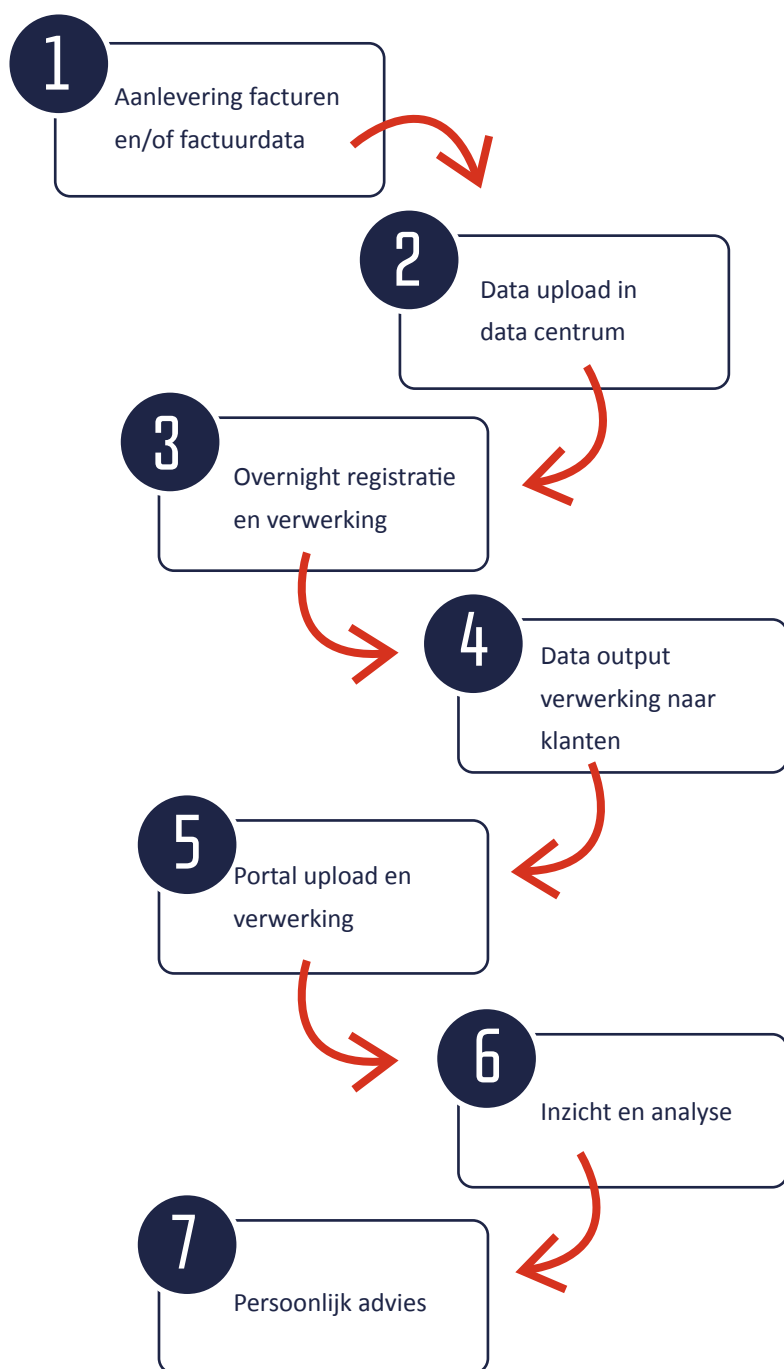 1
Aanlevering facturen
en/of factuurdata
2
Data upload in
data centrum
3
Overnight registratie
en verwerking
4
Data output
verwerking naar
klanten
5
Portal upload en
verwerking
6
Inzicht en analyse
7
Persoonlijk advies